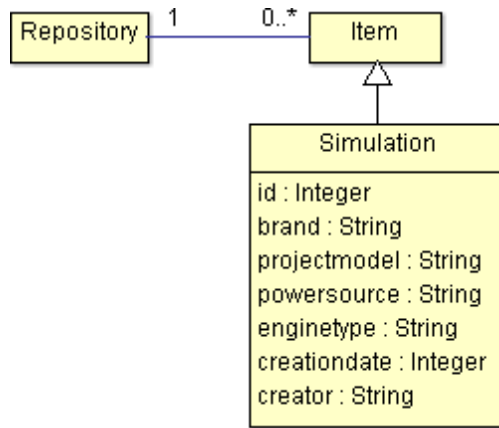 Repository 1 0..* Item
Simulation
id : Integer
brand : String
projectmodel : String
powersource : String
enginetype : String
creationdate : Integer
creator : String